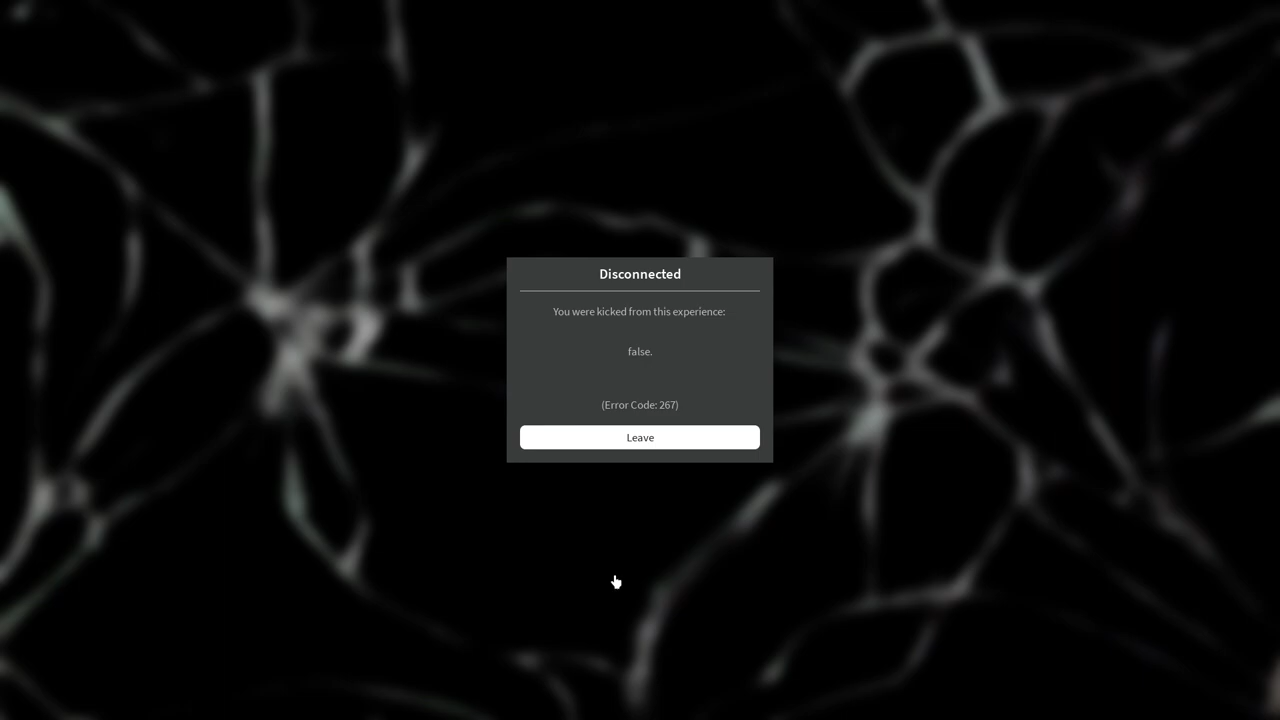 Disconnected
You were kicked from this experience:
false.
(Error Code: 267)
Leave